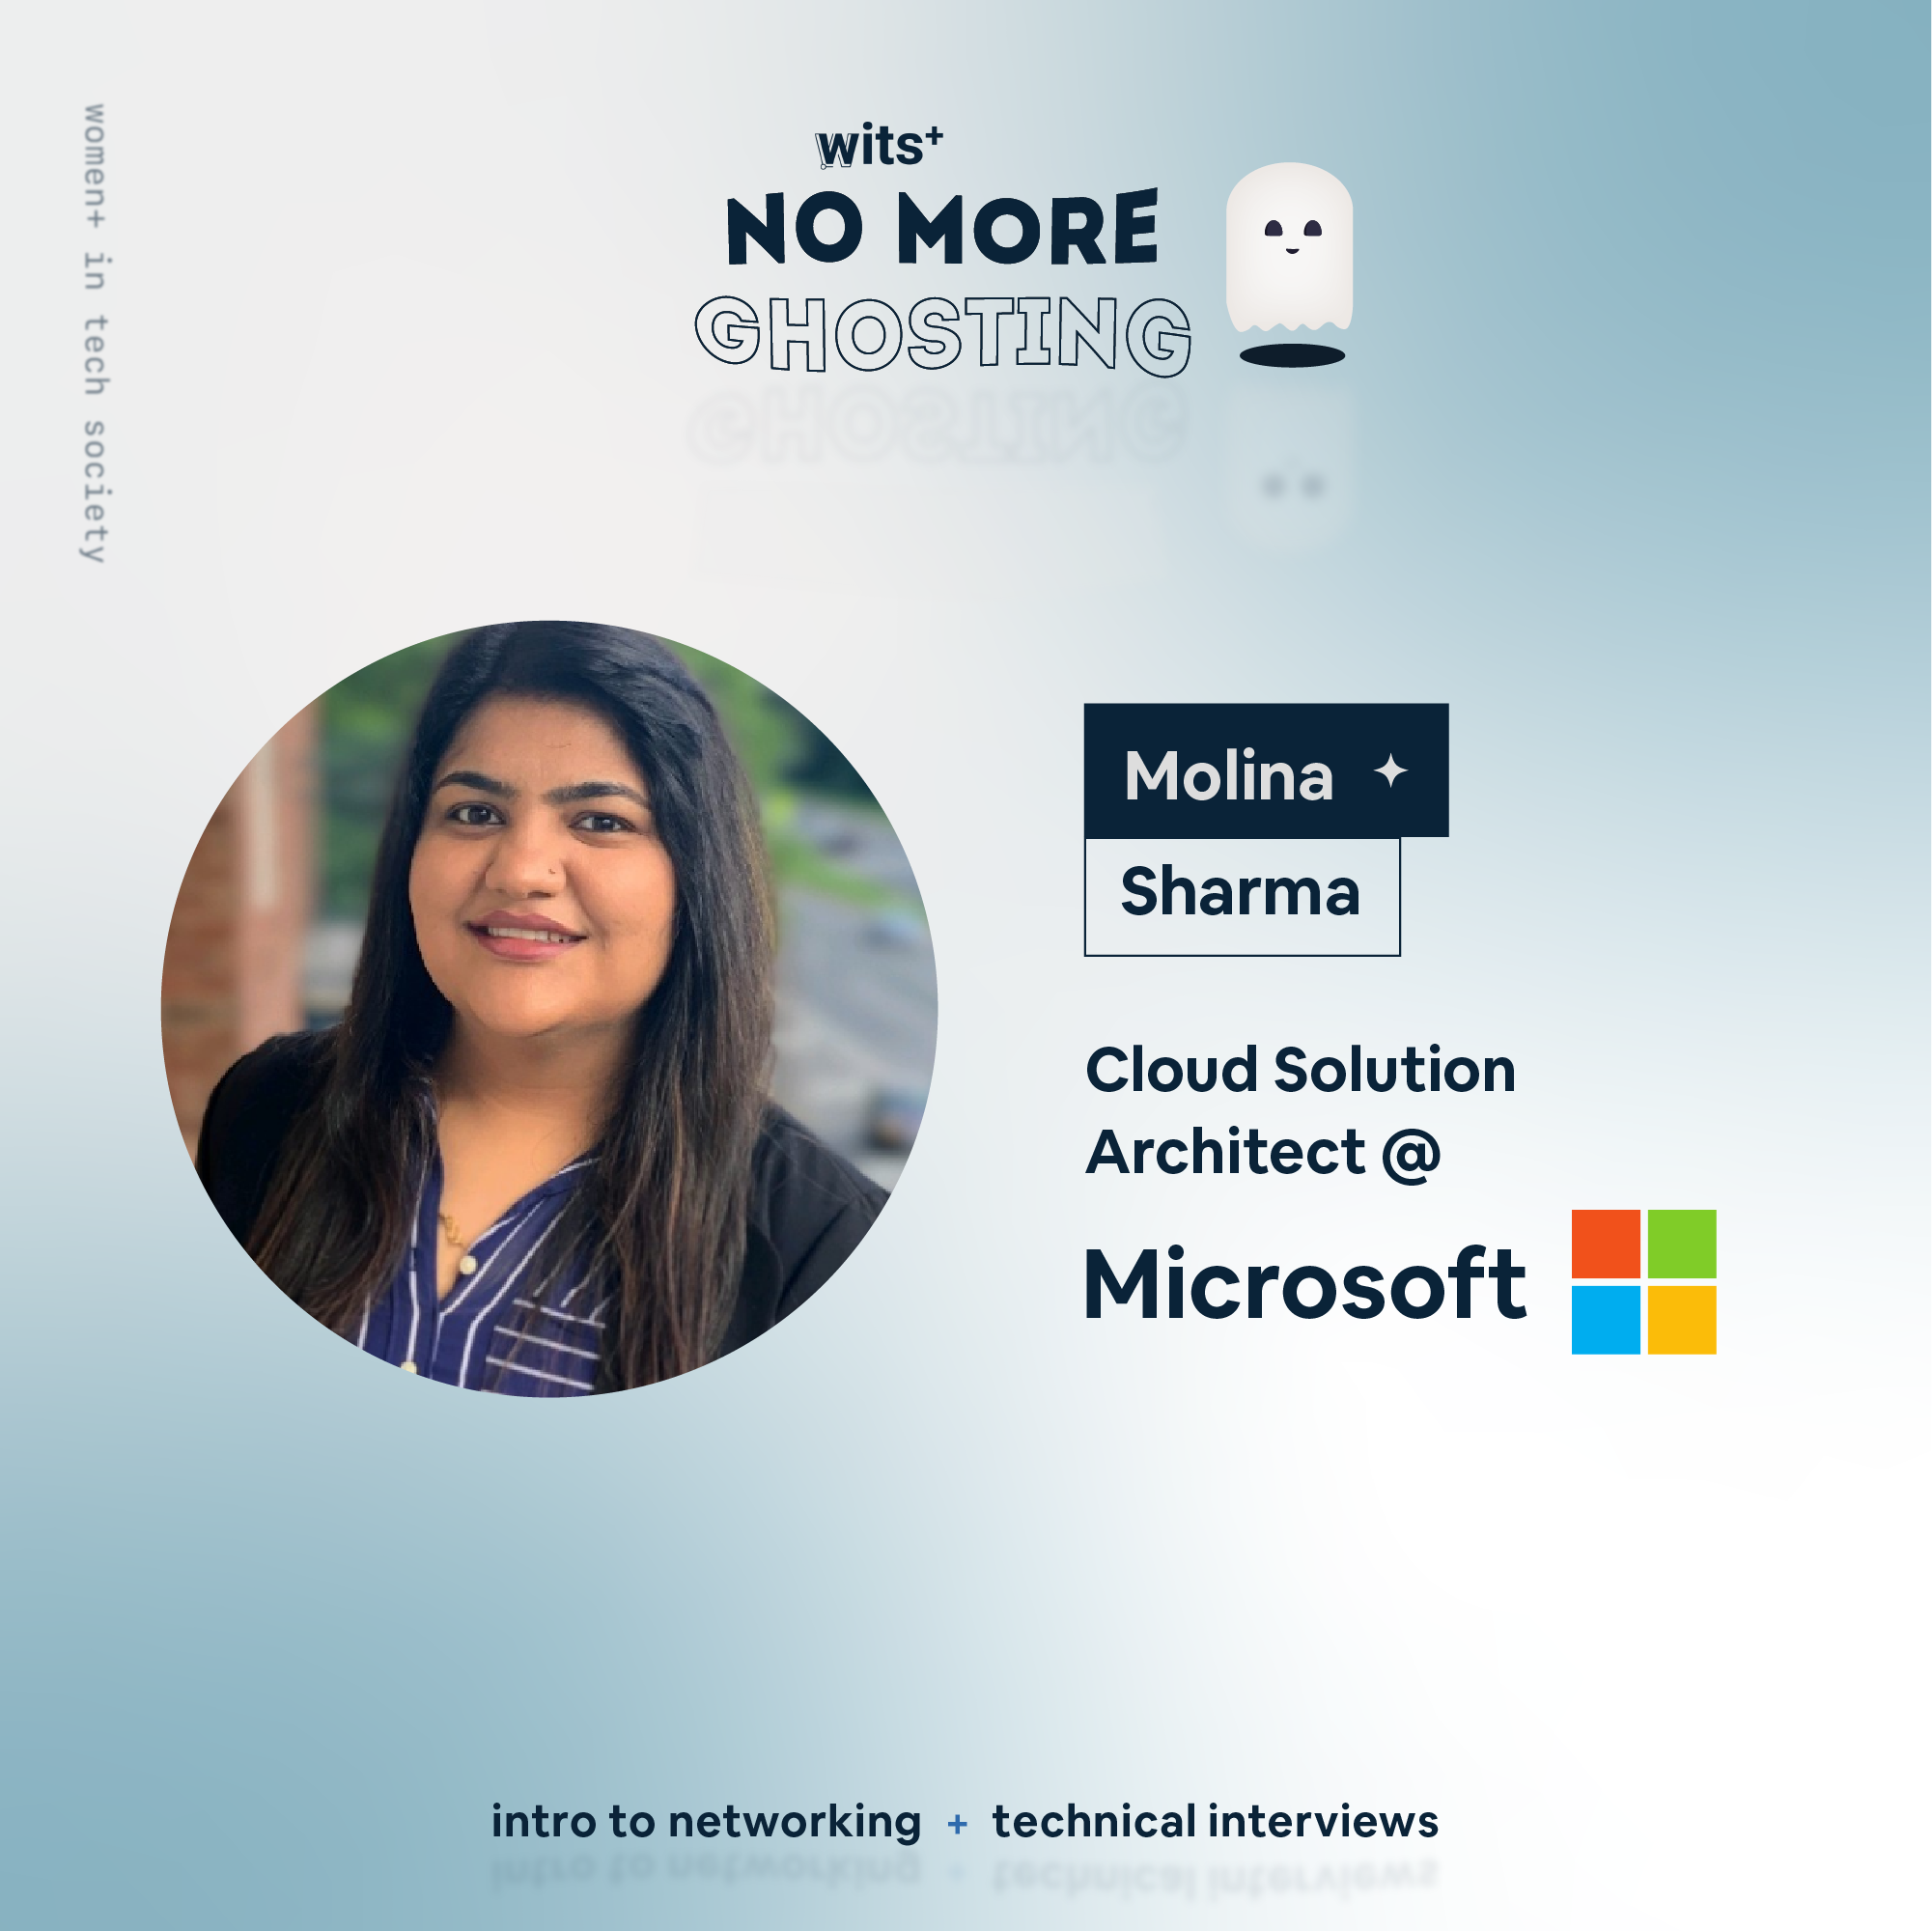 women+ in tech society
wits+
NO MORE
GHOSTING
Molina
Sharma
Cloud Solution
Architect @
Microsoft
intro to networking + technical interviews